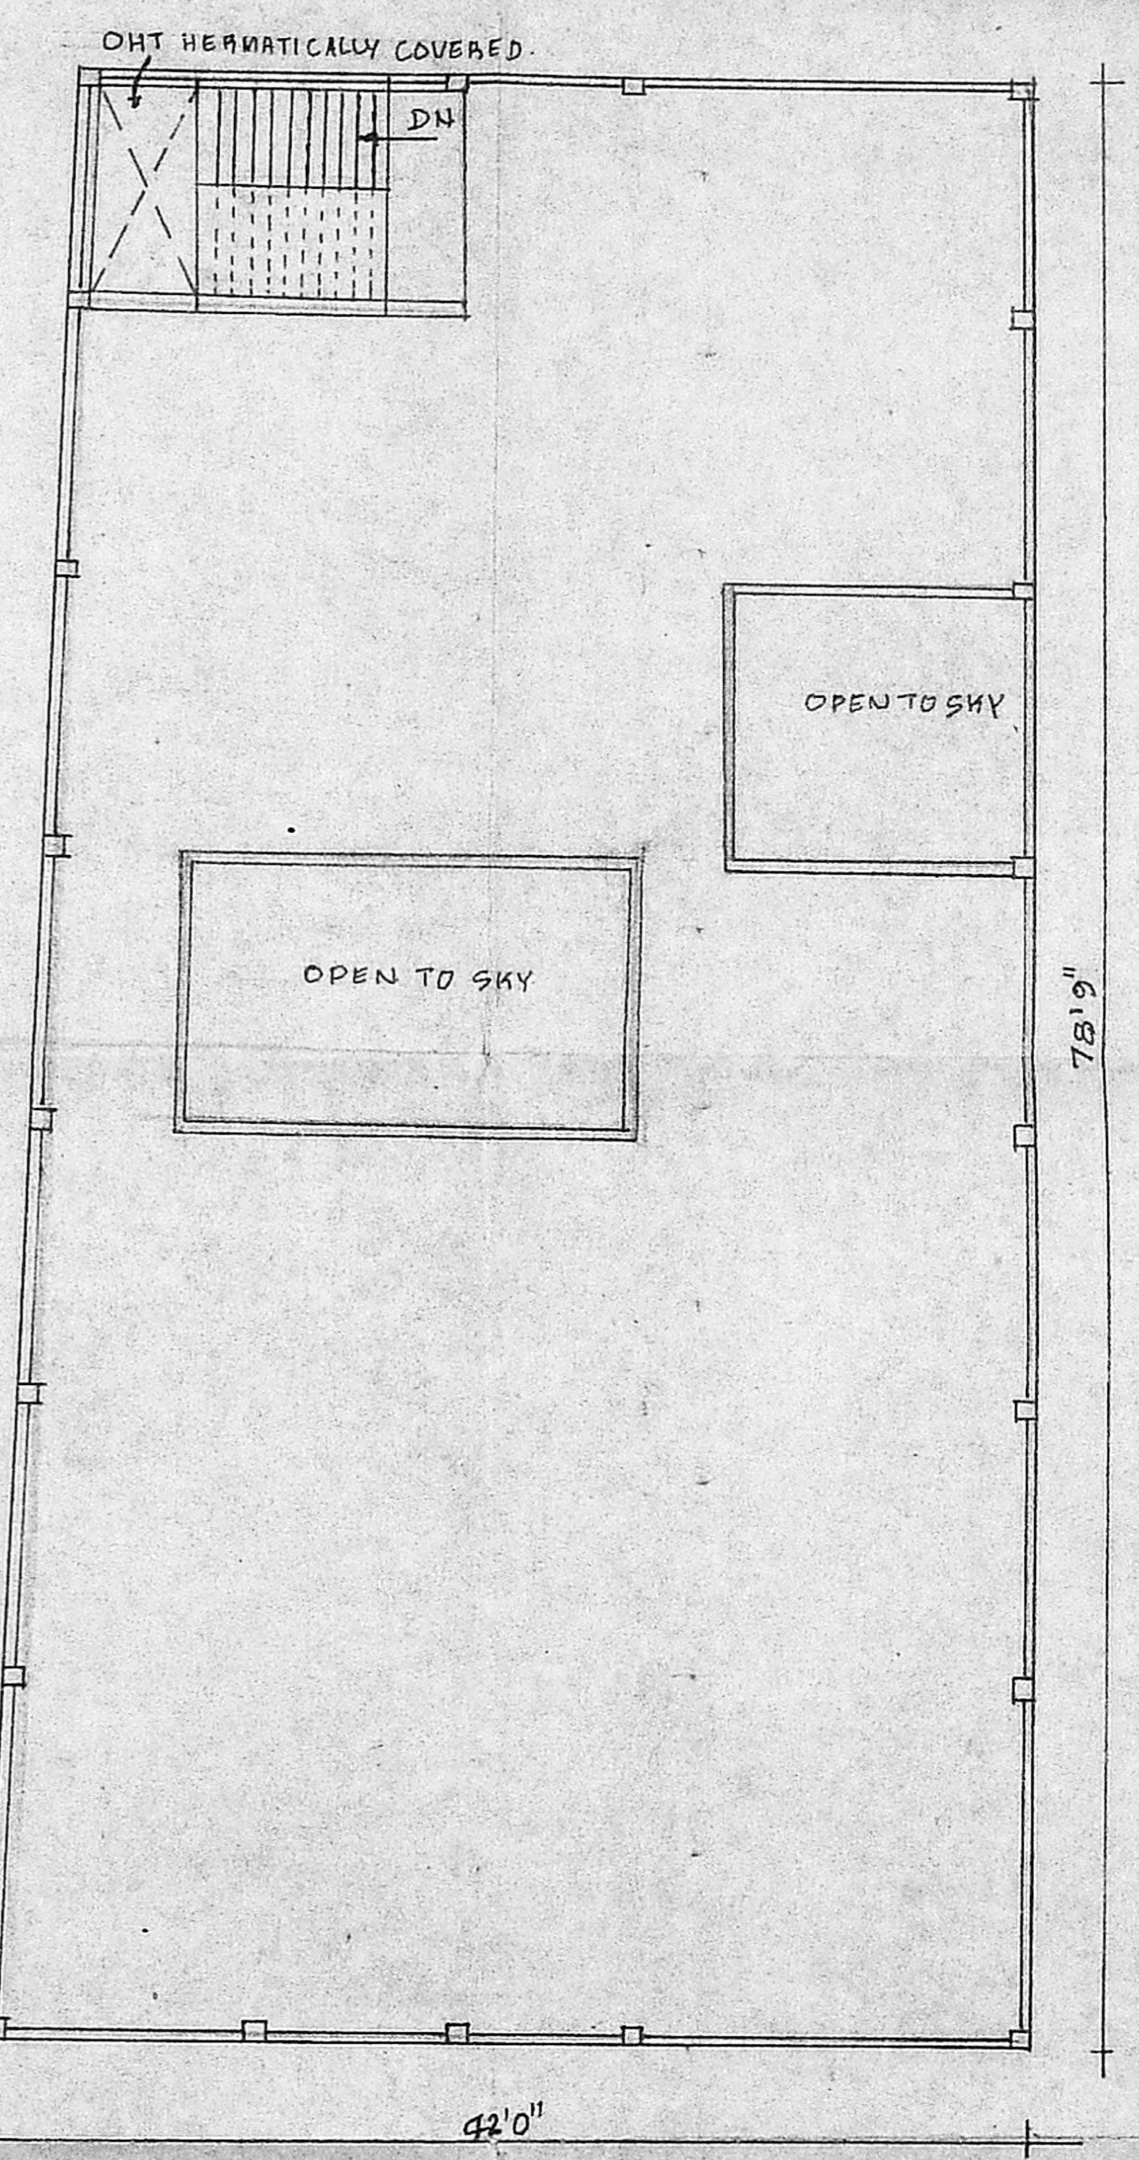 OHT HERMATICALLY COVERED.
DN
OPEN TO SKY
OPEN TO SKY
78'9"
42'0"